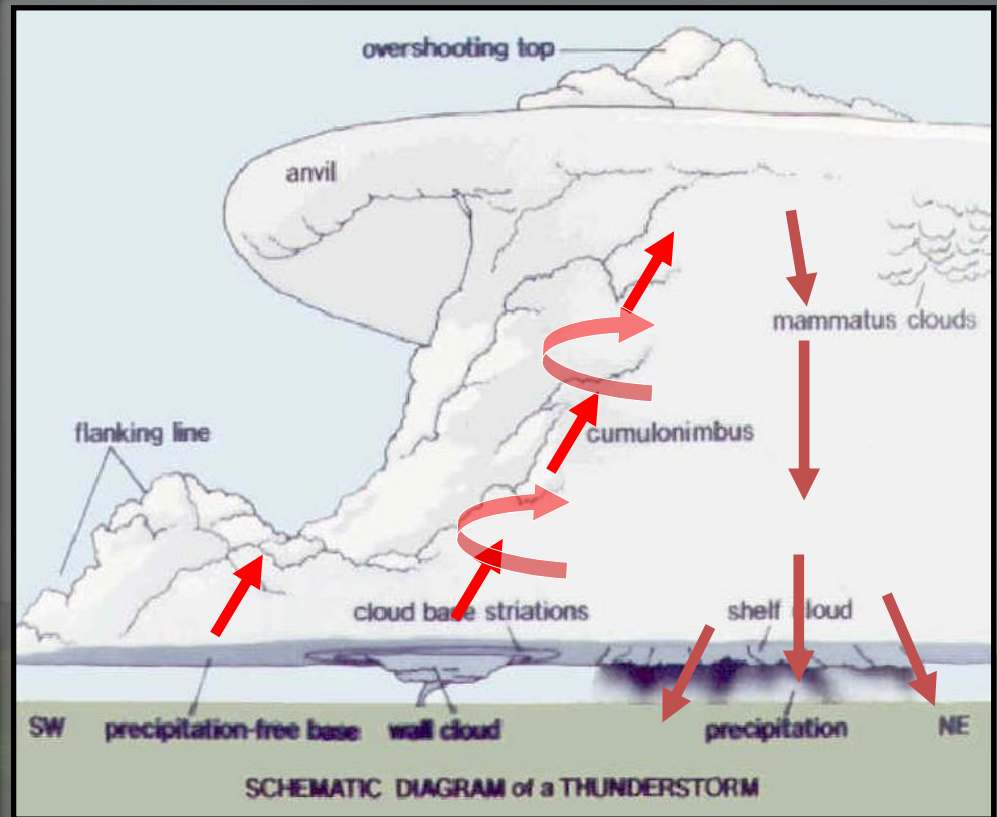 overshooting top
anvil
mammatus clouds
flanking line
cumulonimbus
cloud base striations
shelf cloud
SW
precipitation-free base
wall cloud
precipitation
NE
SCHEMATIC DIAGRAM of a THUNDERSTORM